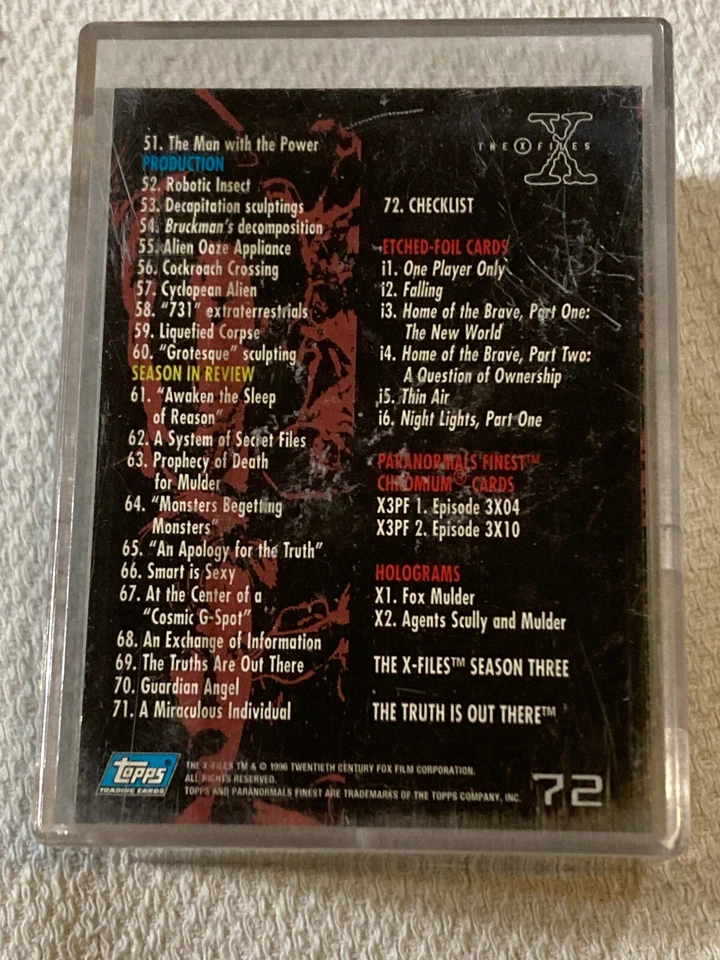 51. The Man with the Power
PRODUCTION
52. Robotic Insect
53. Decapitation sculptings
54. Bruckman's decomposition
55. Alien Ooze Appliance
56. Cockroach Crossing
57. Cyclopean Alien
58. "731" extraterrestrials
59. Liquefied Corpse
60. "Grotesque" sculpting
SEASON IN REVIEW
61. "Awaken the Sleep
of Reason"
62. A System of Secret Files
63. Prophecy of Death
for Mulder
64. "Monsters Begetting
Monsters"
65. "An Apology for the Truth"
66. Smart is Sexy
67. At the Center of a
"Cosmic G-Spot"
68. An Exchange of Information
69. The Truths Are Out There
70. Guardian Angel
71. A Miraculous Individual
THE X FILES
72. CHECKLIST
ETCHED-FOIL CARDS
i1. One Player Only
i2. Falling
i3. Home of the Brave, Part One:
The New World
i4. Home of the Brave, Part Two:
A Question of Ownership
i5. Thin Air
i6. Night Lights, Part One
PARANORMALS FINEST™
CHROMIUM® CARDS
X3PF 1. Episode 3X04
X3PF 2. Episode 3X10
HOLOGRAMS
X1. Fox Mulder
X2. Agents Scully and Mulder
THE X-FILES™ SEASON THREE
THE TRUTH IS OUT THERE™
topps
TRADING CARDS
THE X-FILES TM & © 1996 TWENTIETH CENTURY FOX FILM CORPORATION.
ALL RIGHTS RESERVED.
TOPPS AND PARANORMALS FINEST ARE TRADEMARKS OF THE TOPPS COMPANY, INC.
72